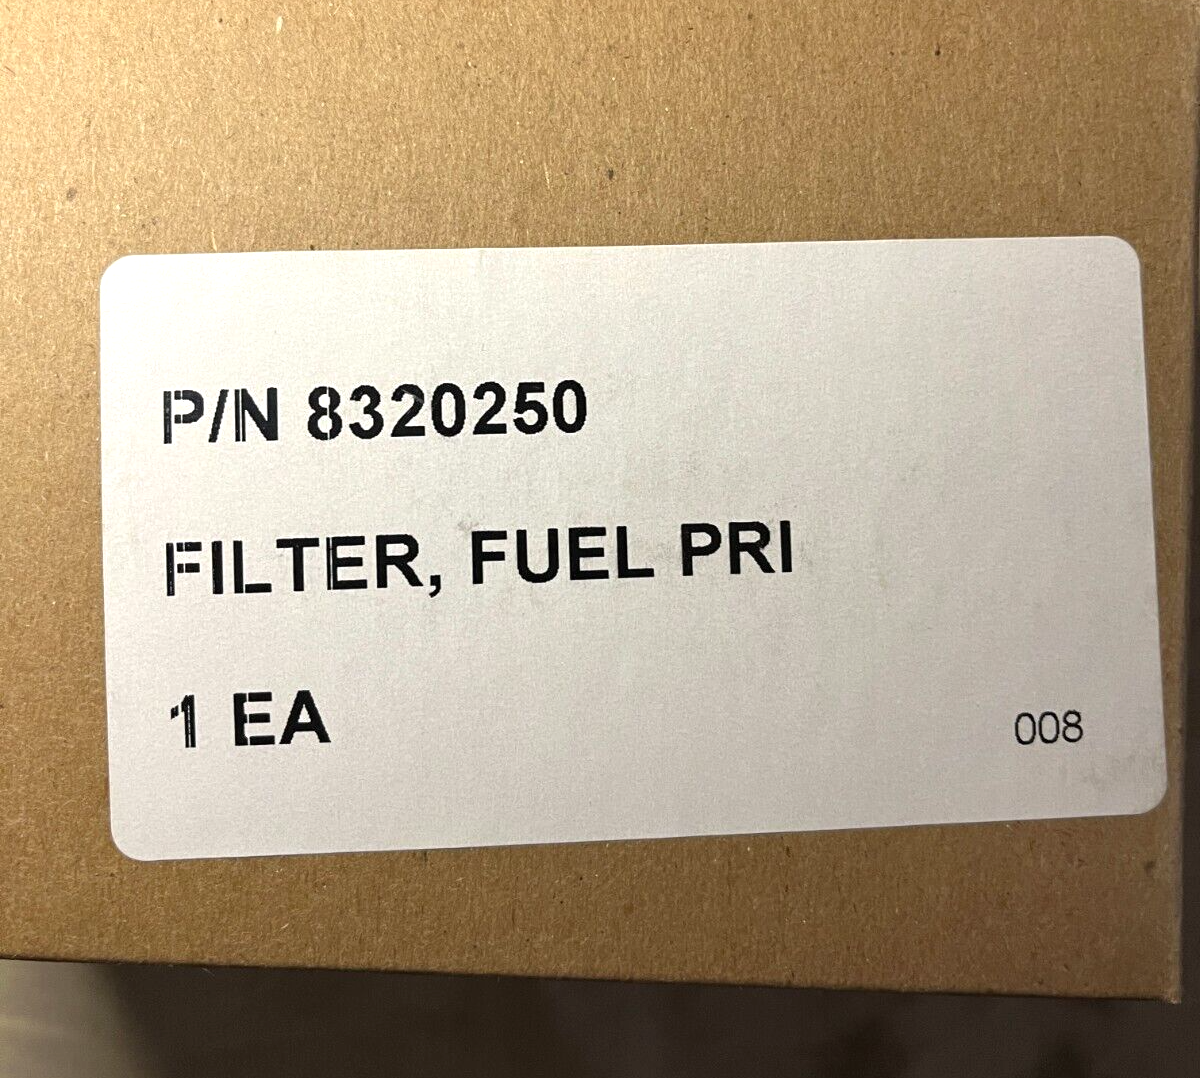 P/N 8320250
FILTER, FUEL PRI
1 EA
008